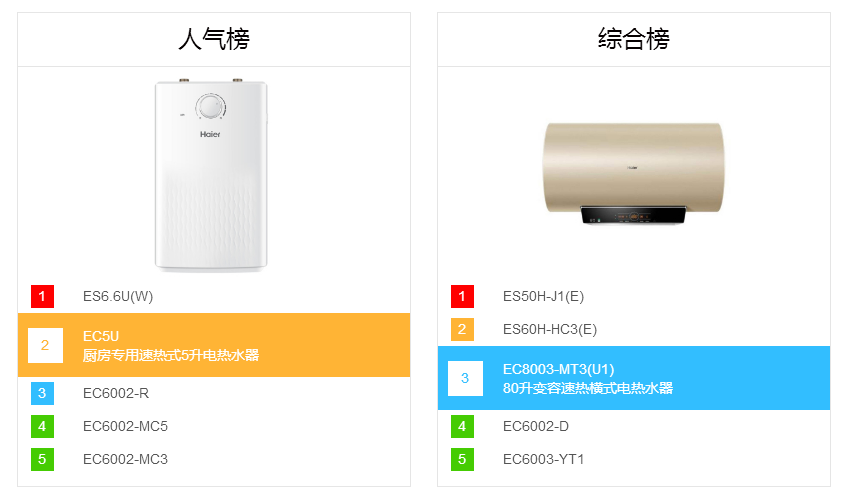 人气榜
Haier
1 ES6.6U(W)
2 EC5U
厨房专用速热式5升电热水器
3 EC6002-R
4 EC6002-MC5
5 EC6002-MC3
综合榜
1 ES50H-J1(E)
2 ES60H-HC3(E)
3 EC8003-MT3(U1)
80升变容速热横式电热水器
4 EC6002-D
5 EC6003-YT1